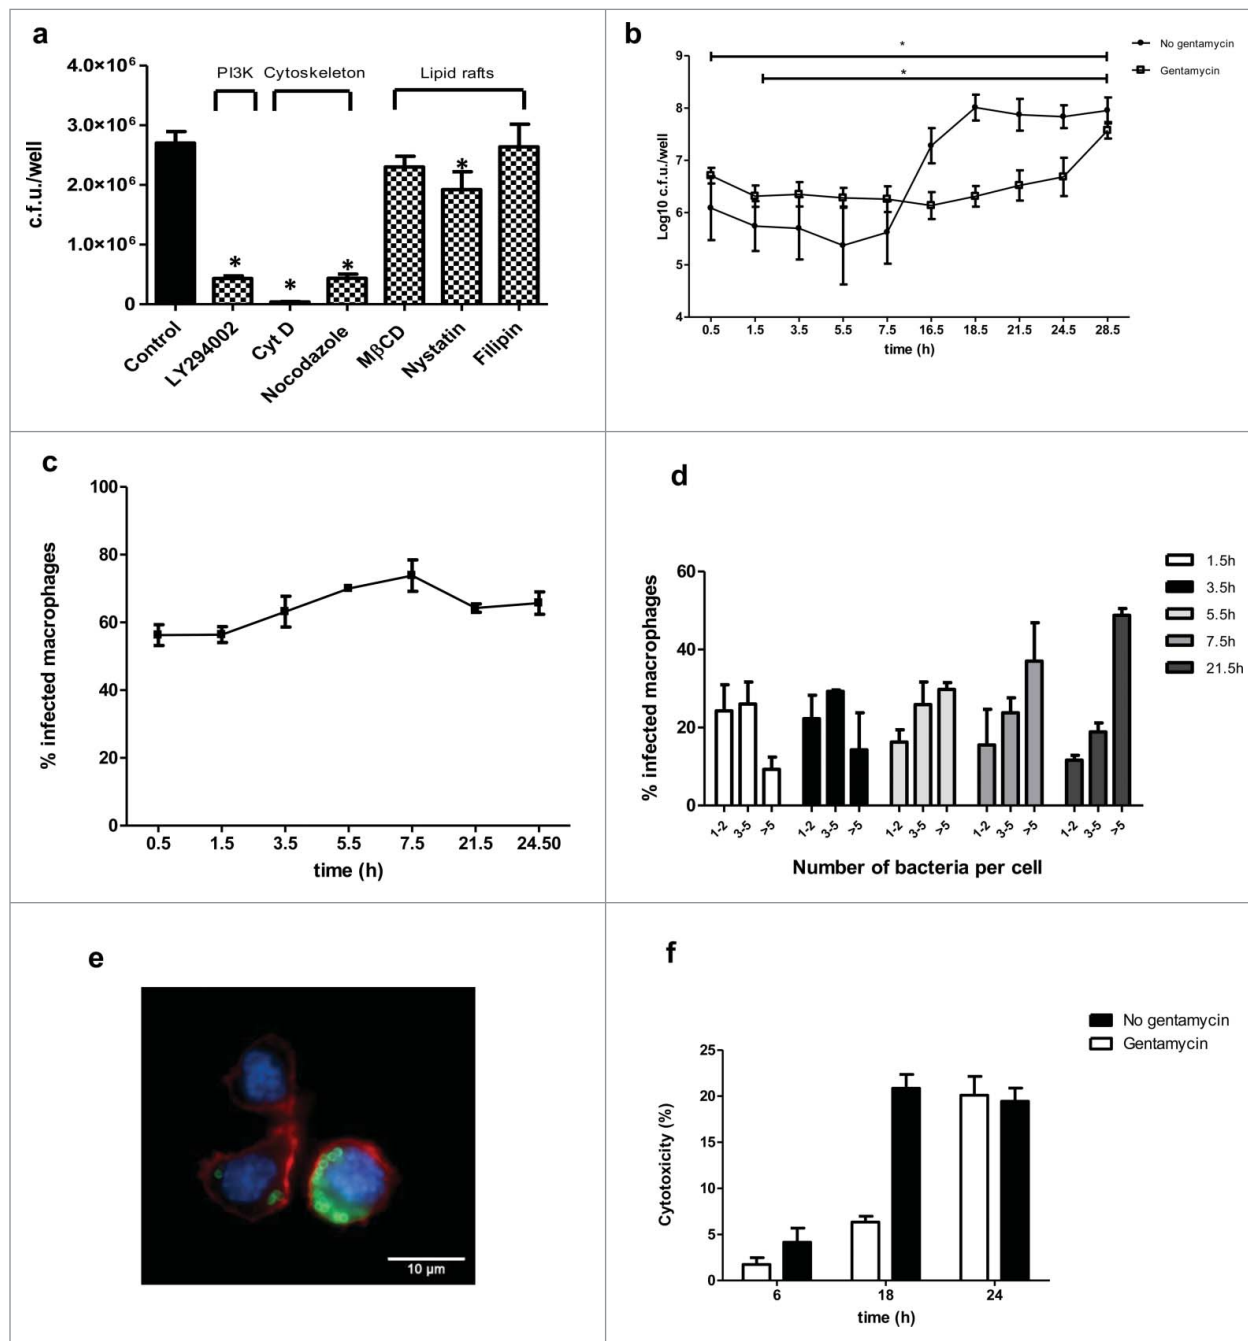 a
PI3K Cytoskeleton Lipid rafts
4.0×10⁶
3.0×10⁶
2.0×10⁶
1.0×10⁶
0
c.f.u./well
* * * *
Control LY294002 Cyt D Nocodazole MβCD Nystatin Filipin
b
No gentamycin
Gentamycin
*
*
9
8
7
6
5
4
Log10 c.f.u./well
0.5 1.5 3.5 5.5 7.5 16.5 18.5 21.5 24.5 28.5
time (h)
c
100
80
60
40
20
0
% infected macrophages
0.5 1.5 3.5 5.5 7.5 21.5 24.50
time (h)
d
1.5h
3.5h
5.5h
7.5h
21.5h
60
40
20
0
% infected macrophages
1-2 3-5 >5 1-2 3-5 >5 1-2 3-5 >5 1-2 3-5 >5 1-2 3-5 >5
Number of bacteria per cell
e
10 µm
f
No gentamycin
Gentamycin
25
20
15
10
5
0
Cytotoxicity (%)
6 18 24
time (h)